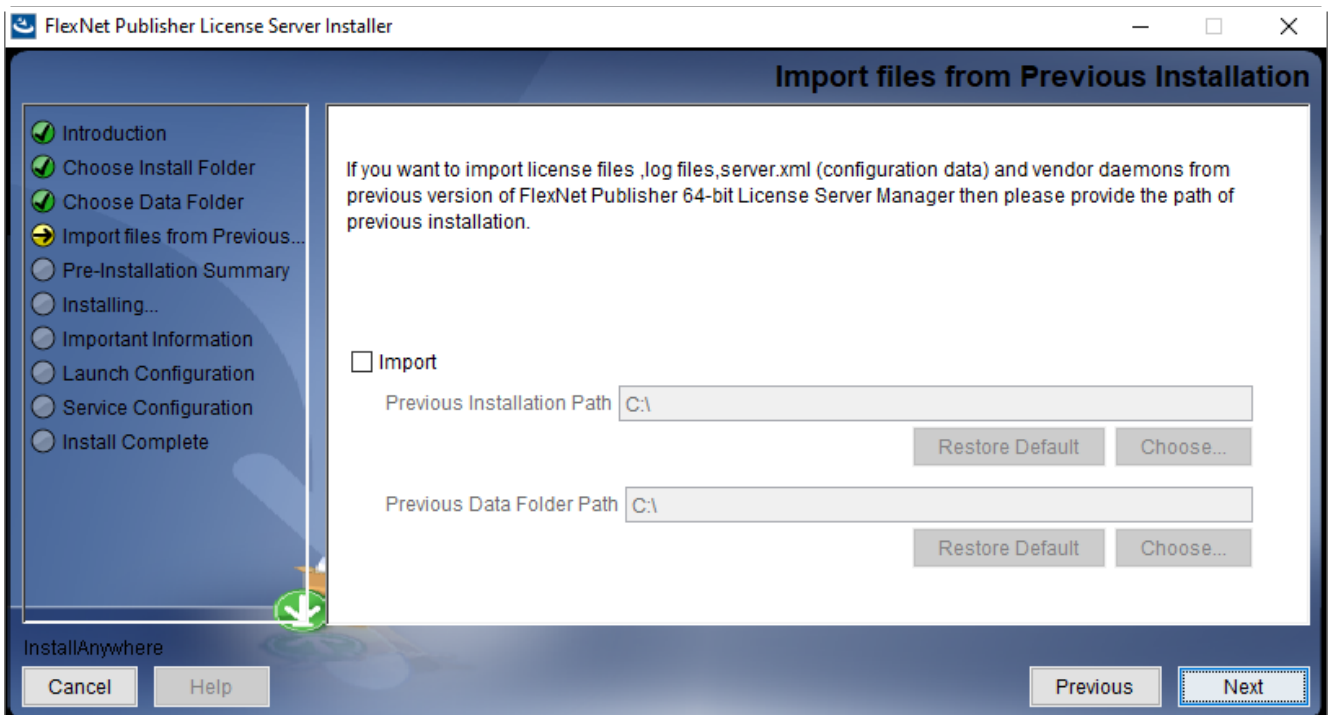 FlexNet Publisher License Server Installer
Import files from Previous Installation
Introduction
Choose Install Folder
Choose Data Folder
Import files from Previous...
Pre-Installation Summary
Installing...
Important Information
Launch Configuration
Service Configuration
Install Complete
If you want to import license files ,log files,server.xml (configuration data) and vendor daemons from
previous version of FlexNet Publisher 64-bit License Server Manager then please provide the path of
previous installation.
Import
Previous Installation Path C:\
Restore Default Choose...
Previous Data Folder Path C:\
Restore Default Choose...
InstallAnywhere
Cancel Help Previous Next